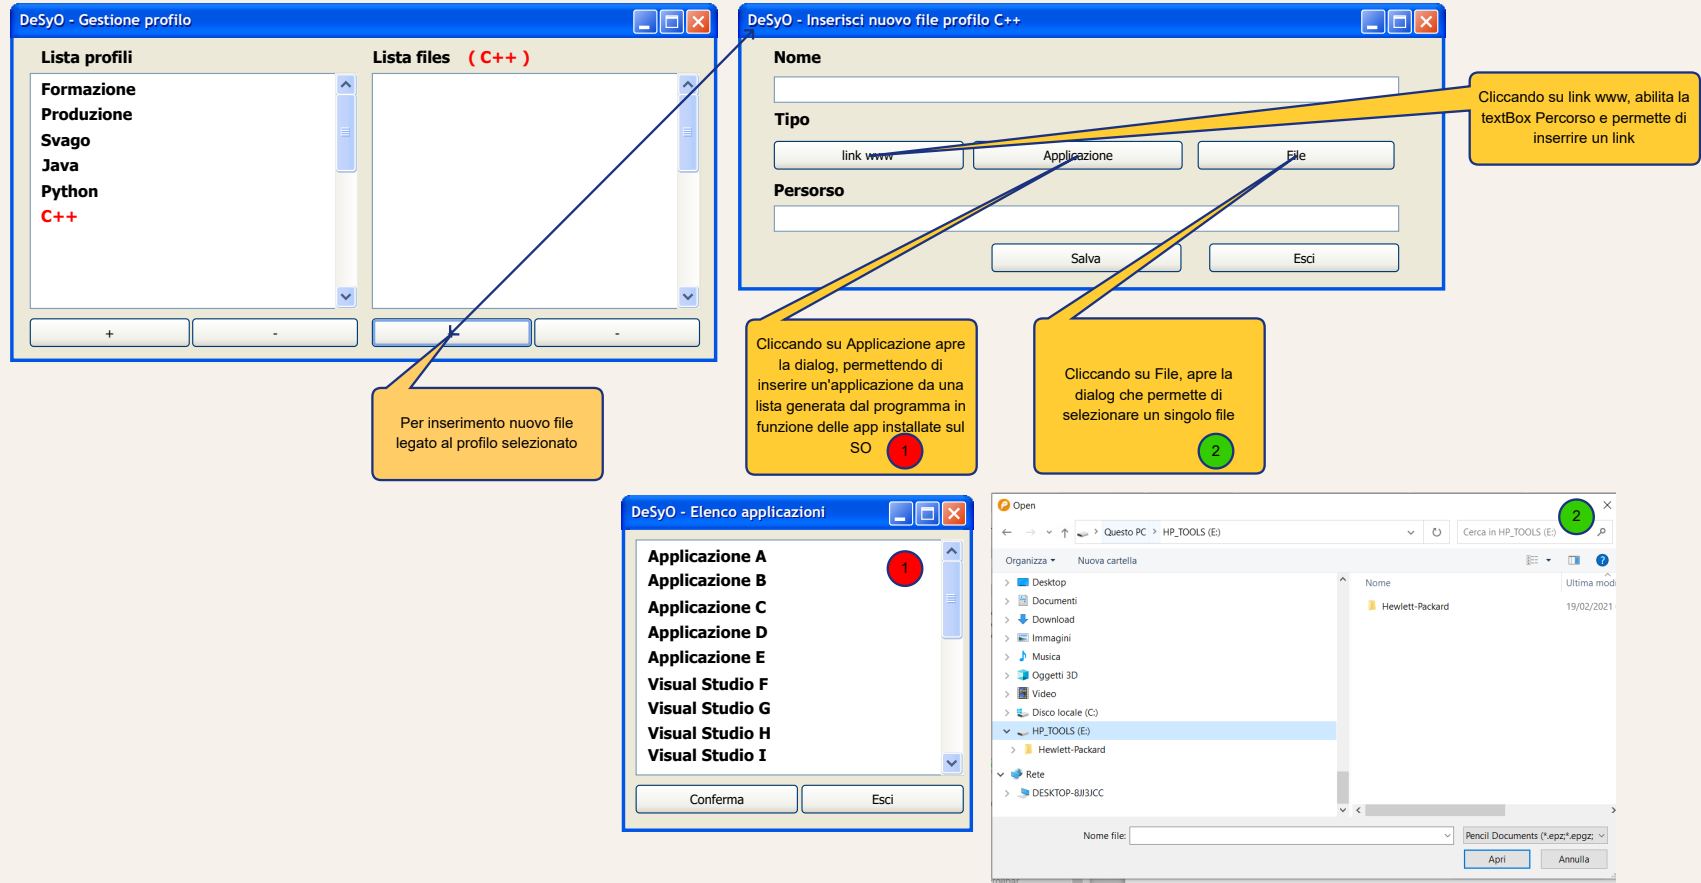 DeSyO - Gestione profilo
Lista profili
Lista files ( C++ )
Formazione
Produzione
Svago
Java
Python
C++
+
-
+
-
Per inserimento nuovo file
legato al profilo selezionato
DeSyO - Inserisci nuovo file profilo C++
Nome
Tipo
link www
Applicazione
File
Persorso
Salva
Esci
Cliccando su link www, abilita la
textBox Percorso e permette di
inserrire un link
Cliccando su Applicazione apre
la dialog, permettendo di
inserire un'applicazione da una
lista generata dal programma in
funzione delle app installate sul
SO
1
Cliccando su File, apre la
dialog che permette di
selezionare un singolo file
2
DeSyO - Elenco applicazioni
1
Applicazione A
Applicazione B
Applicazione C
Applicazione D
Applicazione E
Visual Studio F
Visual Studio G
Visual Studio H
Visual Studio I
Conferma
Esci
Open
2
Questo PC > HP_TOOLS (E:)
Cerca in HP_TOOLS (E:)
Organizza
Nuova cartella
Desktop
Documenti
Download
Immagini
Musica
Oggetti 3D
Video
Disco locale (C:)
HP_TOOLS (E:)
Hewlett-Packard
Rete
DESKTOP-8JJ3JCC
Nome
Ultima modi
Hewlett-Packard
19/02/2021
Nome file:
Pencil Documents (*.epz;*.epgz;
Apri
Annulla